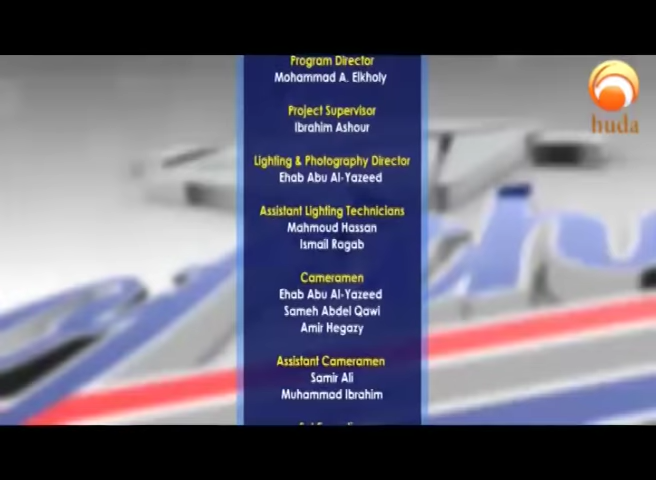 Program Director
Mohammad A. Elkholy
Project Supervisor
Ibrahim Ashour
Lighting & Photography Director
Ehab Abu Al-Yazeed
Assistant Lighting Technicians
Mahmoud Hassan
Ismail Ragab
Cameramen
Ehab Abu Al-Yazeed
Sameh Abdel Qawi
Amir Hegazy
Assistant Cameramen
Samir Ali
Muhammad Ibrahim
huda